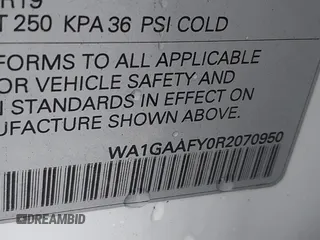 R19
T 250 KPA 36 PSI COLD
FORMS TO ALL APPLICABLE
OR VEHICLE SAFETY AND
STANDARDS IN EFFECT ON
UFACTURE SHOWN ABOVE.
WA1GAAFY0R2070950
DREAMBID